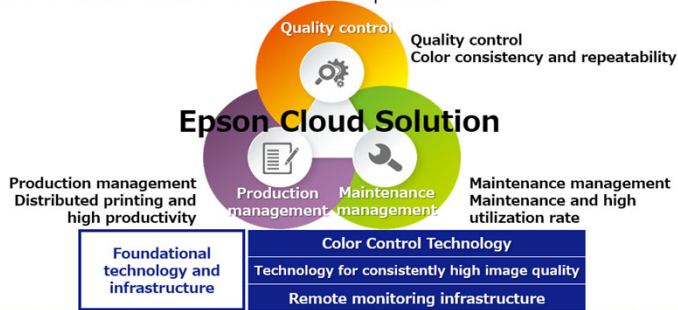 Quality control
Quality control
Color consistency and repeatability
Epson Cloud Solution
Production management
Distributed printing and
high productivity
Production
management
Maintenance
management
Maintenance management
Maintenance and high
utilization rate
Foundational
technology and
infrastructure
Color Control Technology
Technology for consistently high image quality
Remote monitoring infrastructure